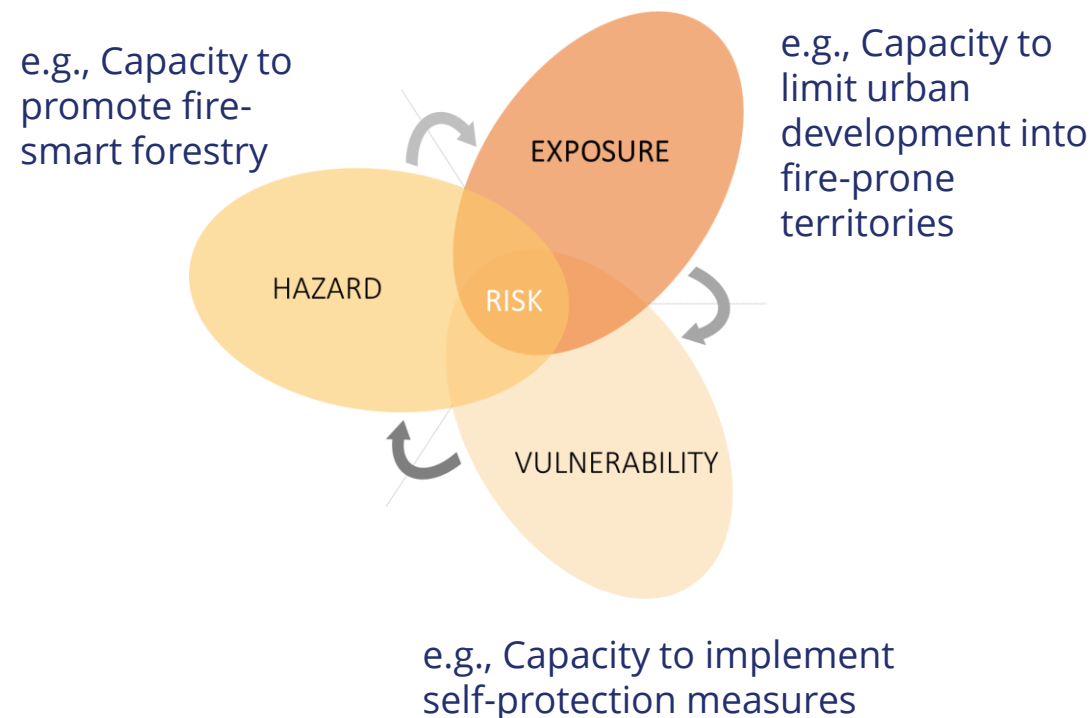 e.g., Capacity to
promote fire-
smart forestry
e.g., Capacity to
limit urban
development into
fire-prone
territories
EXPOSURE
HAZARD
RISK
VULNERABILITY
e.g., Capacity to implement
self-protection measures